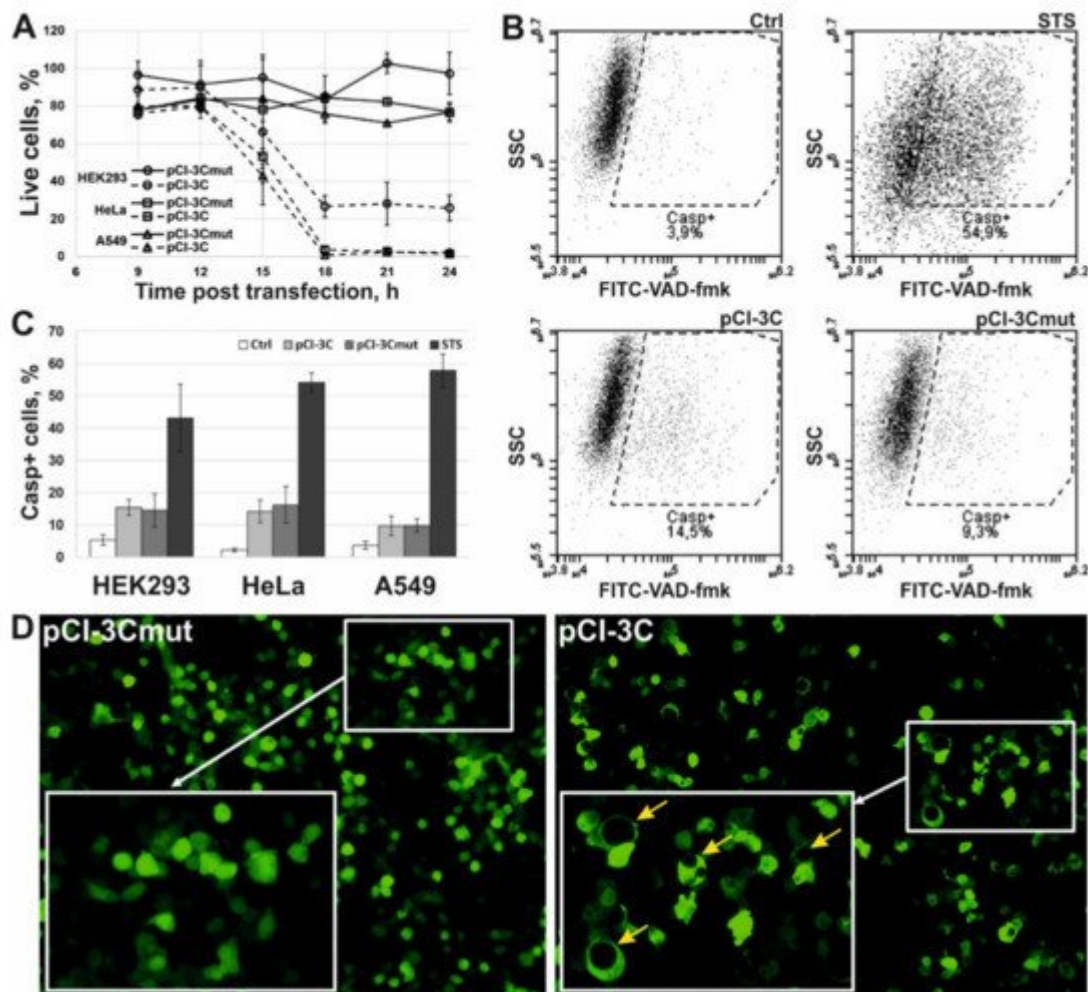 A
Live cells, %
120
100
80
60
40
20
0
6
9
12
15
18
21
24
Time post transfection, h
HEK293
pCI-3Cmut
pCI-3C
HeLa
pCI-3Cmut
pCI-3C
A549
pCI-3Cmut
pCI-3C
B
Ctrl
SSC
Casp+
3,9%
FITC-VAD-fmk
STS
SSC
Casp+
54,9%
FITC-VAD-fmk
pCI-3C
SSC
Casp+
14,5%
FITC-VAD-fmk
pCI-3Cmut
SSC
Casp+
9,3%
FITC-VAD-fmk
C
Casp+ cells, %
70
60
50
40
30
20
10
0
Ctrl pCI-3C pCI-3Cmut STS
HEK293 HeLa A549
D
pCI-3Cmut
pCI-3C